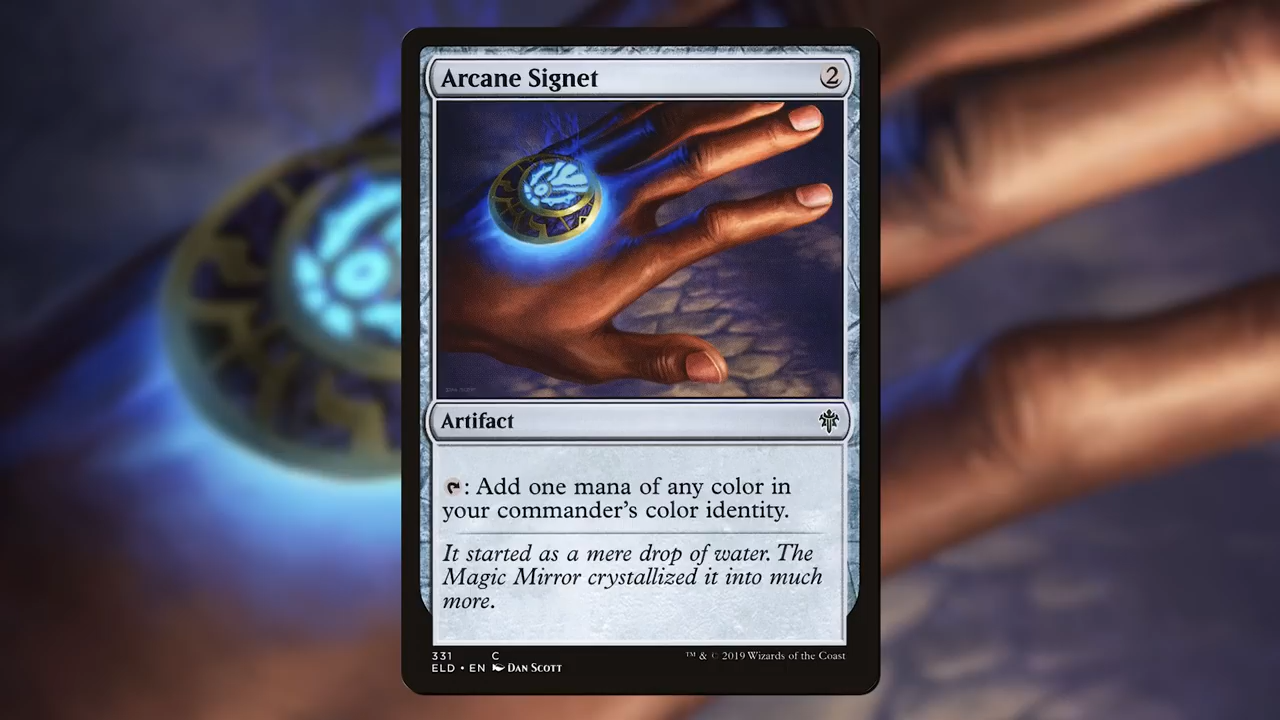 Arcane Signet 2
Artifact
: Add one mana of any color in
your commander's color identity.
It started as a mere drop of water. The
Magic Mirror crystallized it into much
more.
331 C
ELD • EN DAN SCOTT
™ & © 2019 Wizards of the Coast